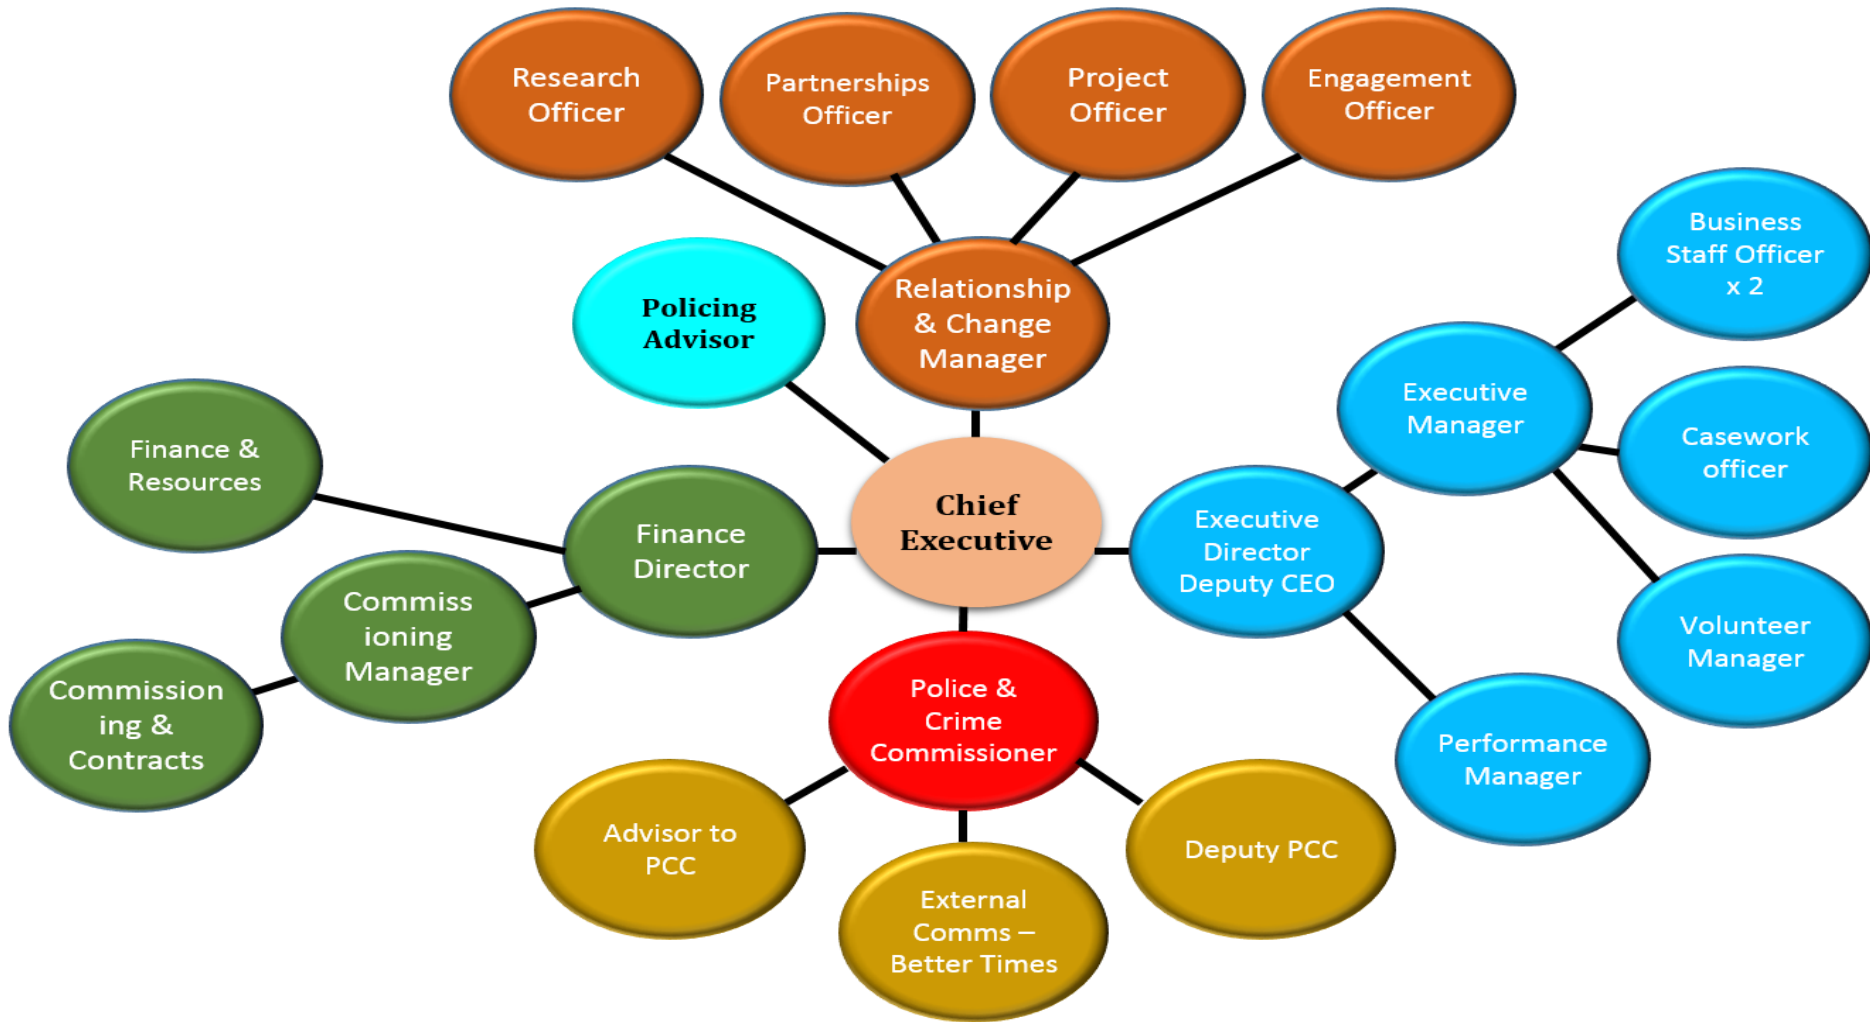 Research
Officer
Partnerships
Officer
Project
Officer
Engagement
Officer
Business
Staff Officer
x 2
Policing
Advisor
Relationship
& Change
Manager
Executive
Manager
Casework
officer
Finance &
Resources
Finance
Director
Chief
Executive
Executive
Director
Deputy CEO
Commiss
ioning
Manager
Volunteer
Manager
Commission
ing &
Contracts
Police &
Crime
Commissioner
Performance
Manager
Advisor to
PCC
External
Comms –
Better Times
Deputy PCC